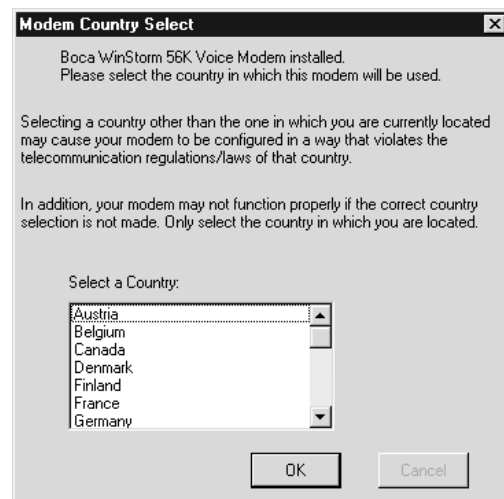 Modem Country Select
Boca WinStorm 56K Voice Modem installed.
Please select the country in which this modem will be used.
Selecting a country other than the one in which you are currently located
may cause your modem to be configured in a way that violates the
telecommunication regulations/laws of that country.
In addition, your modem may not function properly if the correct country
selection is not made. Only select the country in which you are located.
Select a Country:
Austria
Belgium
Canada
Denmark
Finland
France
Germany
OK
Cancel